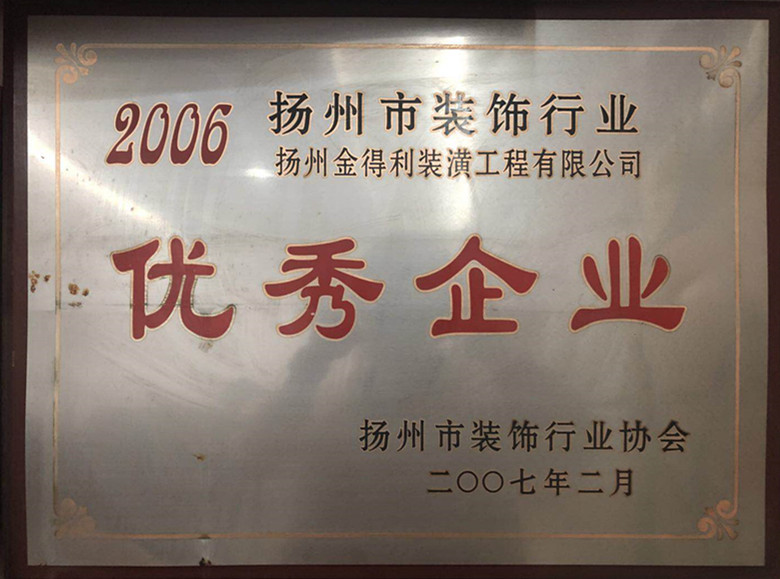 2006 扬州市装饰行业
扬州金得利装潢工程有限公司
优秀企业
扬州市装饰行业协会
二〇〇七年二月